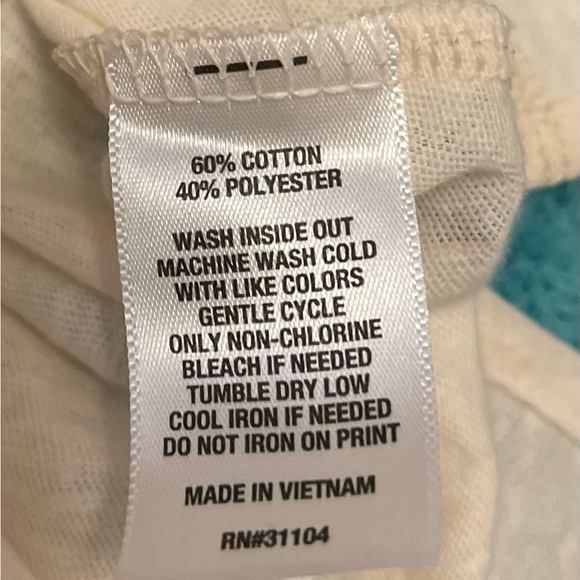 60% COTTON
40% POLYESTER
WASH INSIDE OUT
MACHINE WASH COLD
WITH LIKE COLORS
GENTLE CYCLE
ONLY NON-CHLORINE
BLEACH IF NEEDED
TUMBLE DRY LOW
COOL IRON IF NEEDED
DO NOT IRON ON PRINT
MADE IN VIETNAM
RN#31104